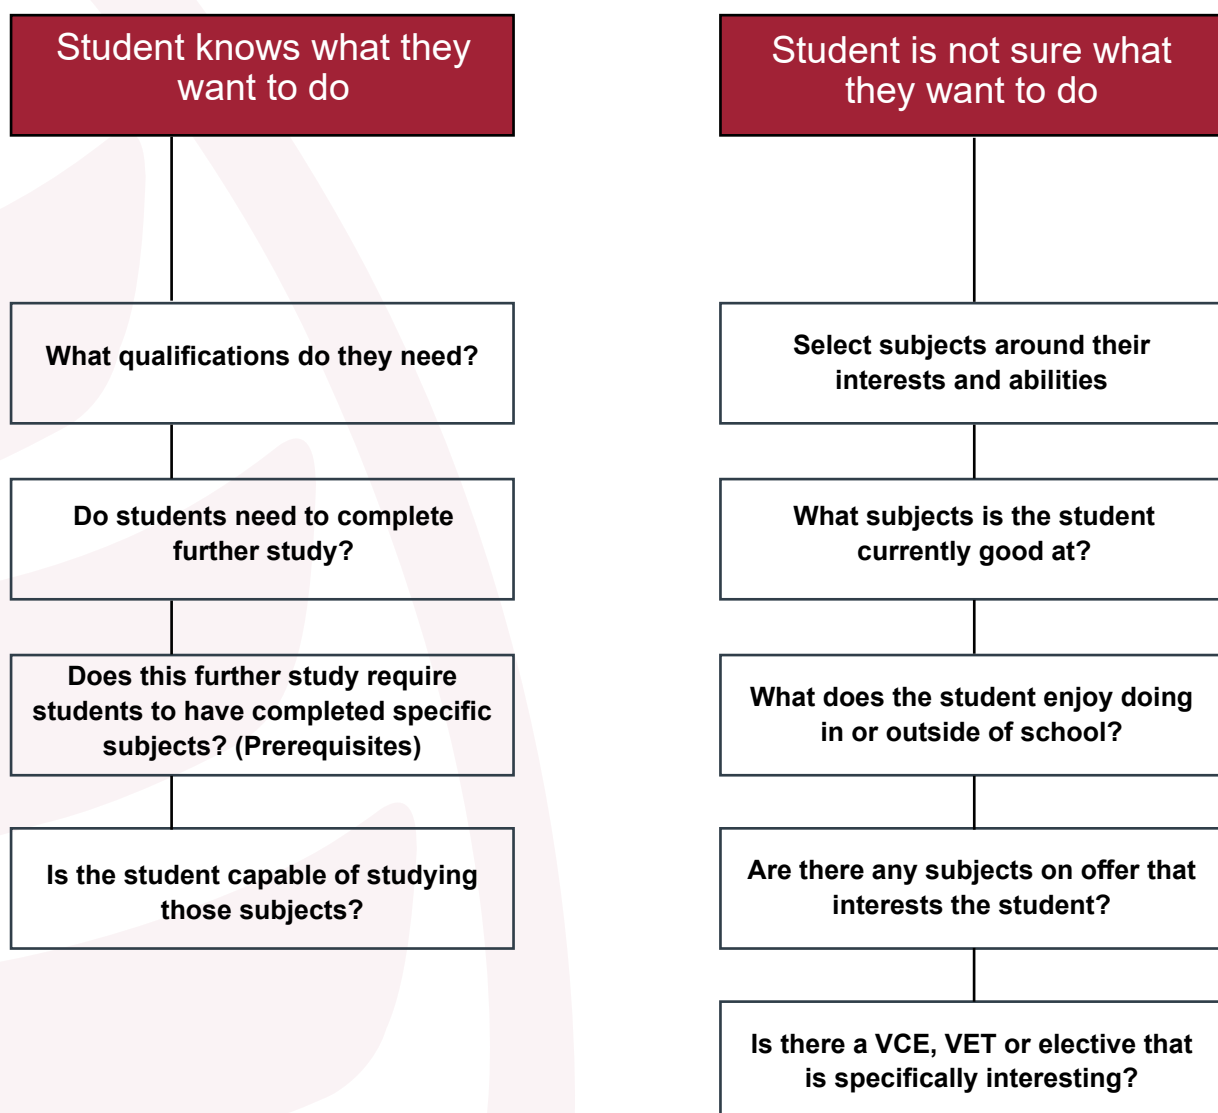 Student knows what they
want to do
What qualifications do they need?
Do students need to complete
further study?
Does this further study require
students to have completed specific
subjects? (Prerequisites)
Is the student capable of studying
those subjects?
Student is not sure what
they want to do
Select subjects around their
interests and abilities
What subjects is the student
currently good at?
What does the student enjoy doing
in or outside of school?
Are there any subjects on offer that
interests the student?
Is there a VCE, VET or elective that
is specifically interesting?